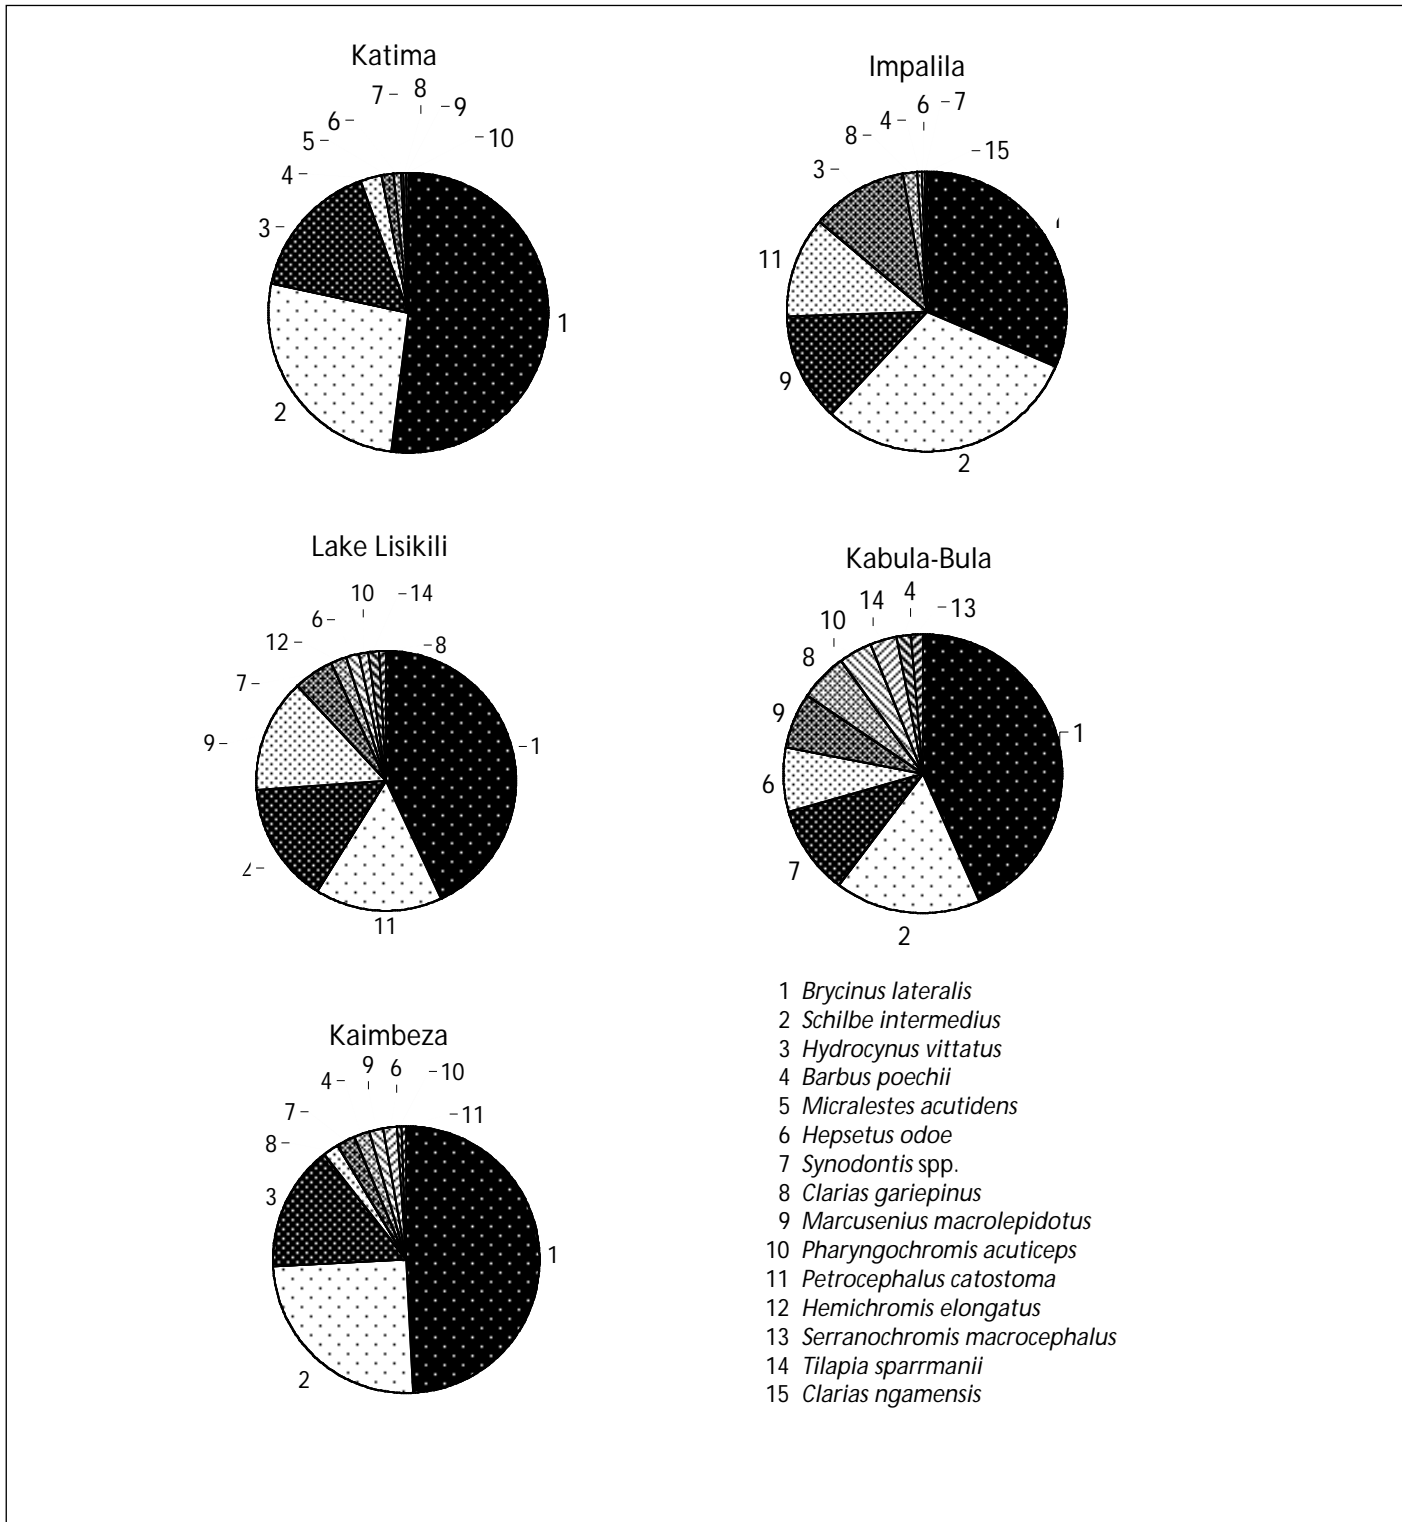 Katima
7
8
9
6
5
10
4
3
1
2
Impalila
6
7
4
8
15
3
11
9
2
Lake Lisikili
10
14
6
12
8
7
9
1
11
Kabula-Bula
14
4
13
10
8
9
1
6
7
2
Kaimbeza
9
6
10
4
7
11
8
3
1
2
1 Brycinus lateralis
2 Schilbe intermedius
3 Hydrocynus vittatus
4 Barbus poechii
5 Micralestes acutidens
6 Hepsetus odoe
7 Synodontis spp.
8 Clarias gariepinus
9 Marcusenius macrolepidotus
10 Pharyngochromis acuticeps
11 Petrocephalus catostoma
12 Hemichromis elongatus
13 Serranochromis macrocephalus
14 Tilapia sparrmanii
15 Clarias ngamensis